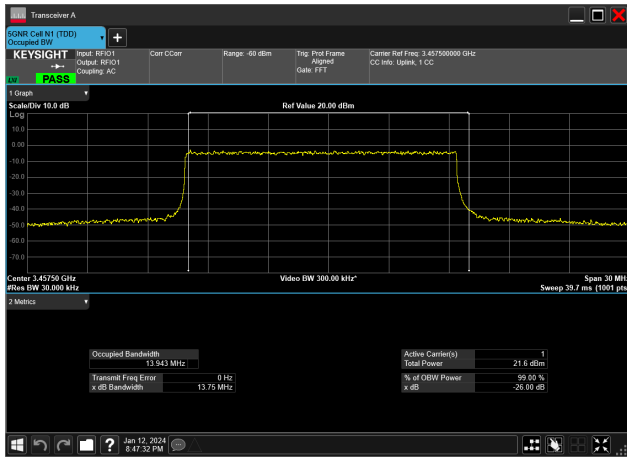 Transceiver A
5GNR Cell N1 (TDD)
Occupied BW
KEYSIGHT
PASS
Input: RFIO1
Output: RFIO1
Coupling: AC
Corr CCorr
Range: -60 dBm
Trig: Prot Frame
Aligned
Gate: FFT
Carrier Ref Freq: 3.457500000 GHz
CC Info: Uplink, 1 CC
1 Graph
Scale/Div 10.0 dB
Ref Value 20.00 dBm
Log
10.0
0.00
-10.0
-20.0
-30.0
-40.0
-50.0
-60.0
-70.0
Center 3.45750 GHz
Video BW 300.00 kHz*
Span 30 MHz
#Res BW 30.000 kHz
Sweep 39.7 ms (1001 pts
2 Metrics
Occupied Bandwidth
13.943 MHz
Transmit Freq Error 0 Hz
x dB Bandwidth 13.75 MHz
Active Carrier(s) 1
Total Power 21.6 dBm
% of OBW Power 99.00 %
x dB -26.00 dB
Jan 12, 2024
8:47:32 PM